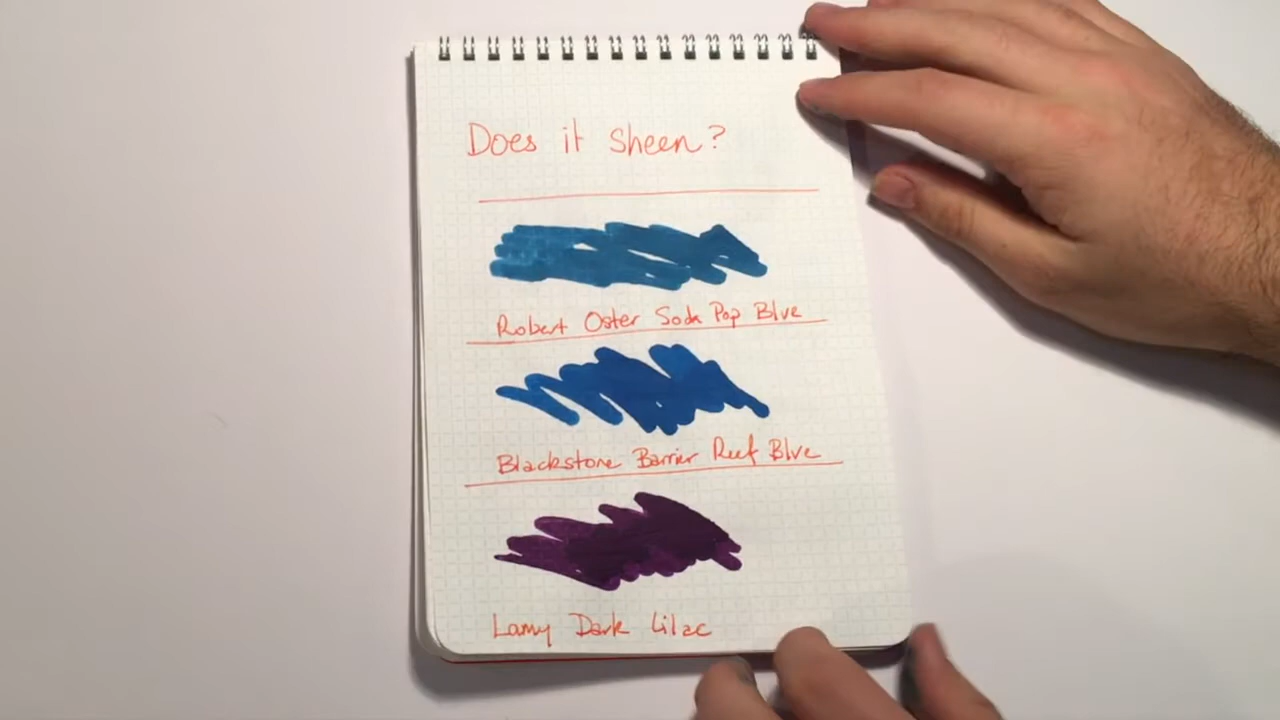 Does it sheen?
Robert Oster Soda Pop Blue
Blackstone Barrier Reef Blue
Lamy Dark Lilac